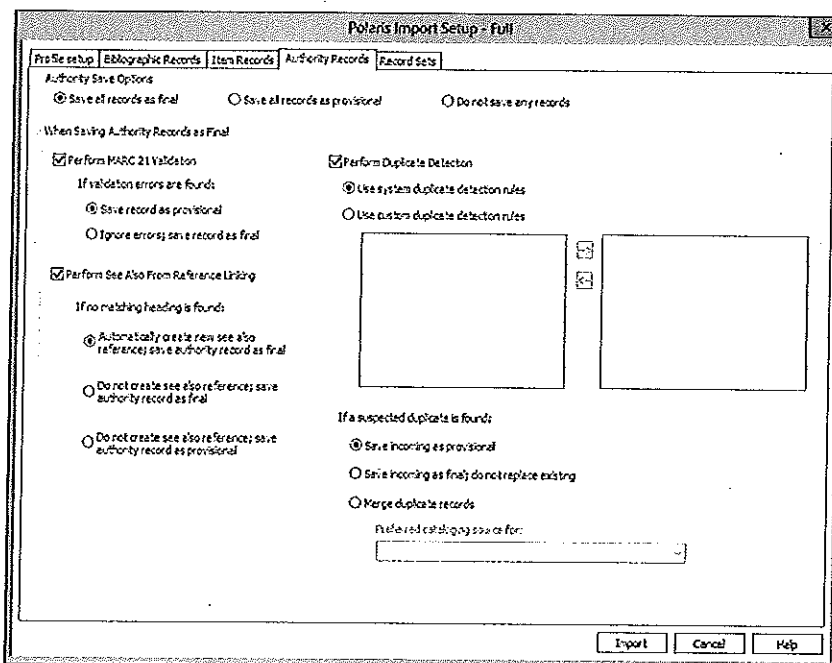 Polaris Import Setup - Full
Profile setup Bibliographic Records Item Records Authority Records Record Sets
Authority Save Options
Save all records as final Save all records as provisional Do not save any records
When Saving Authority Records as Final
Perform MARC 21 Validation
If validation errors are found:
Save record as provisional
Ignore errors; save record as final
Perform See Also From Reference Linking
If no matching heading is found:
Automatically create new see also
reference; save authority record as final
Do not create see also reference; save
authority record as final
Do not create see also reference; save
authority record as provisional
Perform Duplicate Detection
Use system duplicate detection rules
Use custom duplicate detection rules
-->
<--
If a suspected duplicate is found:
Save incoming as provisional
Save incoming as final; do not replace existing
Merge duplicate records
Preferred cataloging source for:
Import Cancel Help